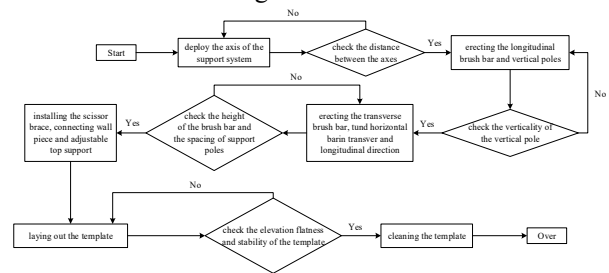 No
Start
deploy the axis of the
support system
check the distance
between the axes
Yes
erecting the longitudinal
brush bar and vertical poles
No
No
installing the scissor
brace, connecting wall
piece and adjustable
top support
Yes
check the height
of the brush bar and
the spacing of support
poles
erecting the transverse
brush bar, tund horizontal
barin transver and
longitudinal direction
Yes
check the verticality of
the vertical pole
No
laying out the template
check the elevation flatness
and stability of the template
Yes
cleaning the template
Over